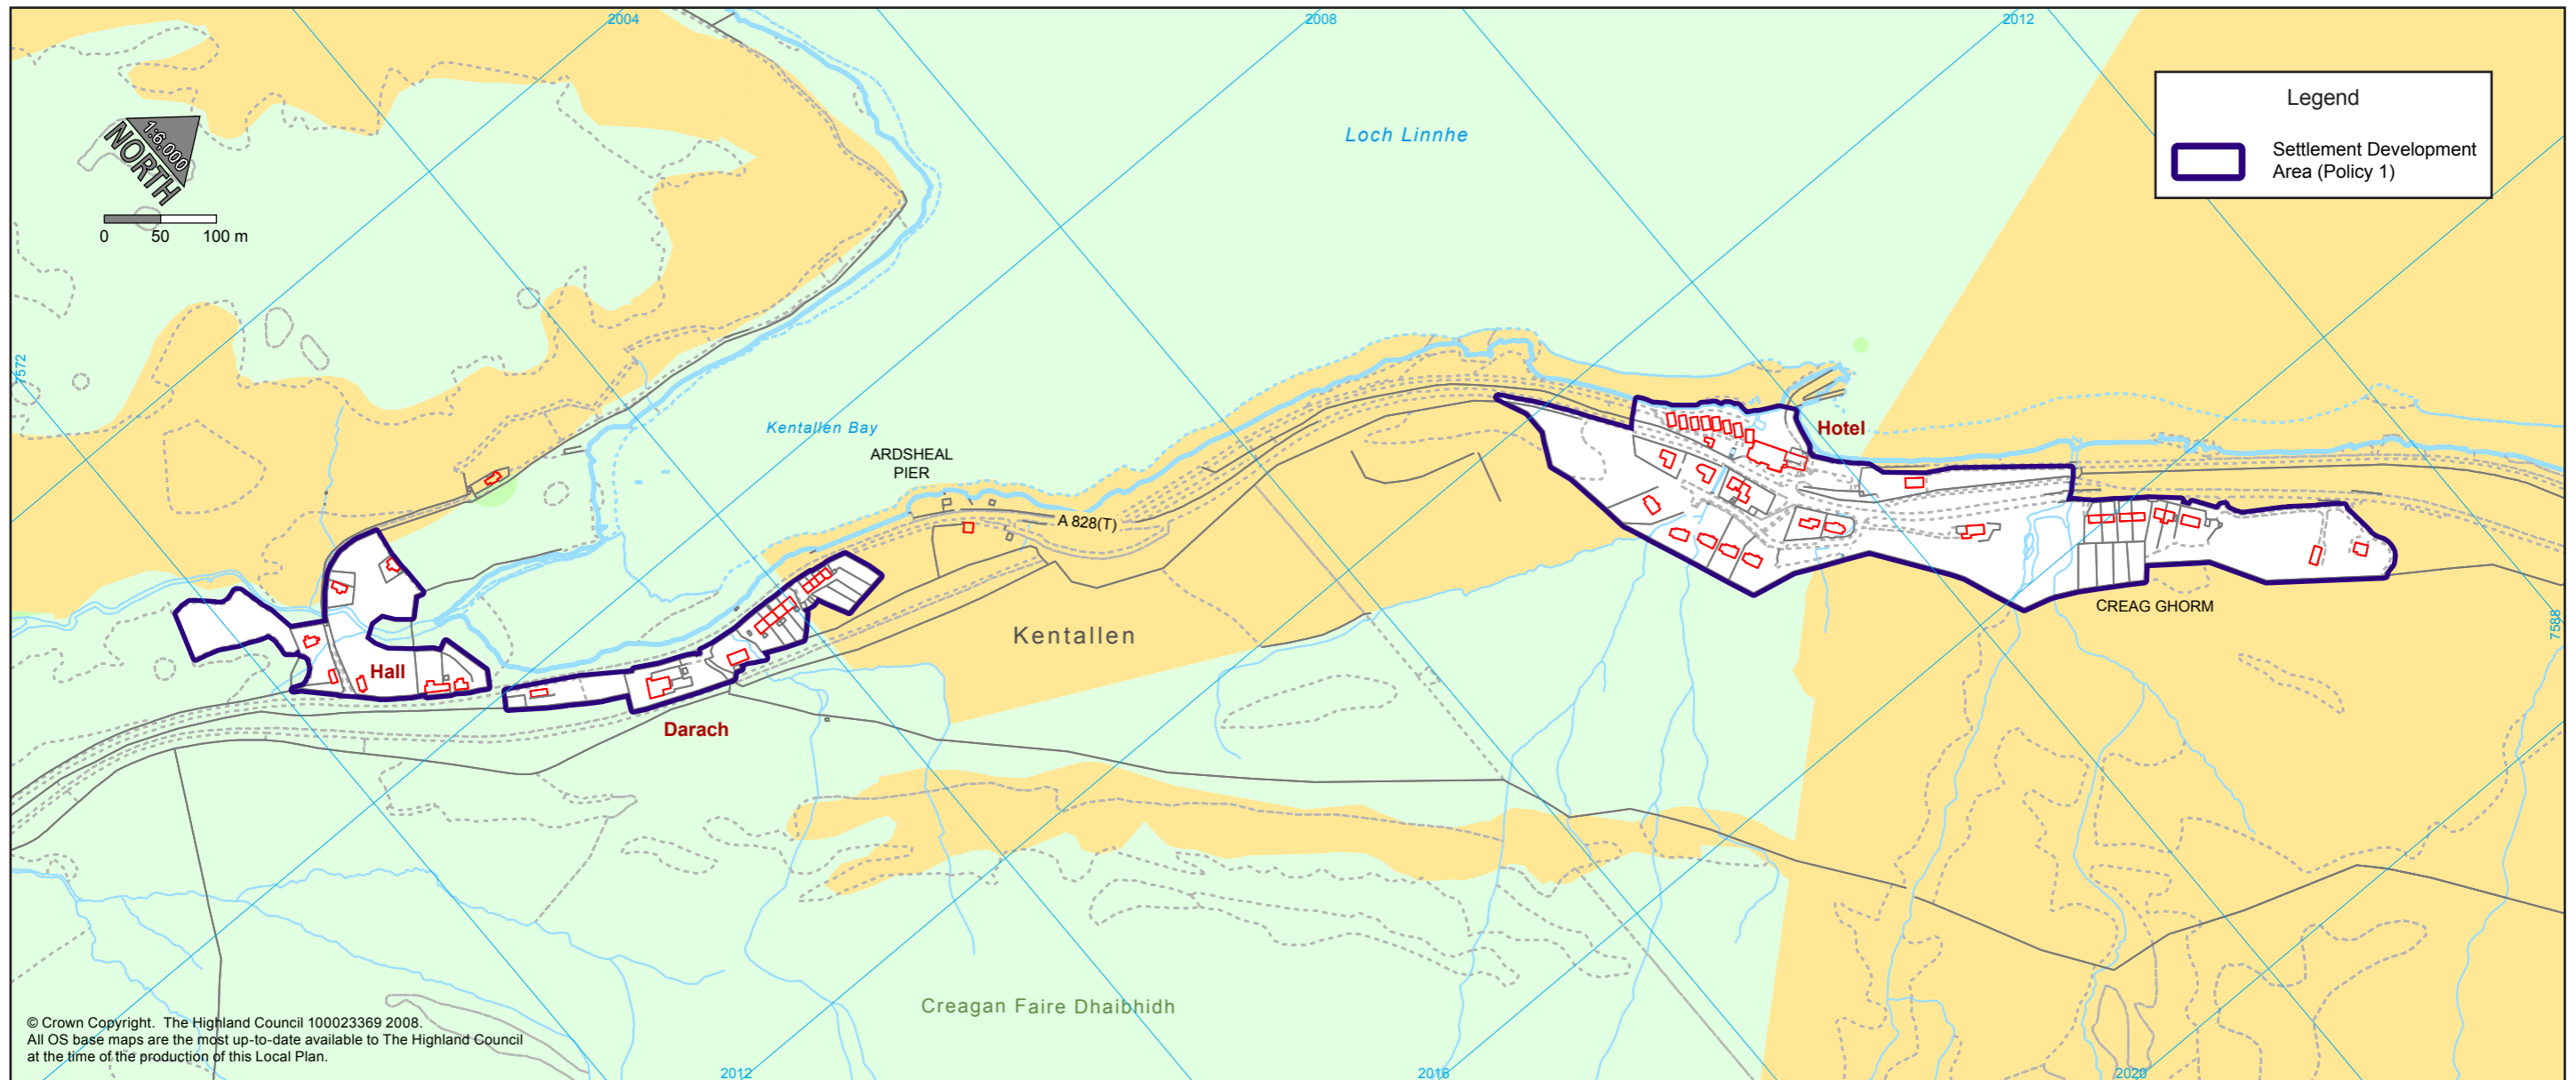 2004
2008
2012
Legend
Settlement Development
Area (Policy 1)
1:6,000
NORTH
0 50 100 m
Loch Linnhe
7572
Kentallen Bay
ARDSHEAL
PIER
A 828(T)
Hotel
Kentallen
CREAG GHORM
7588
Hall
Darach
Creagan Faire Dhaibhidh
© Crown Copyright. The Highland Council 100023369 2008.
All OS base maps are the most up-to-date available to The Highland Council
at the time of the production of this Local Plan.
2012
2016
2020